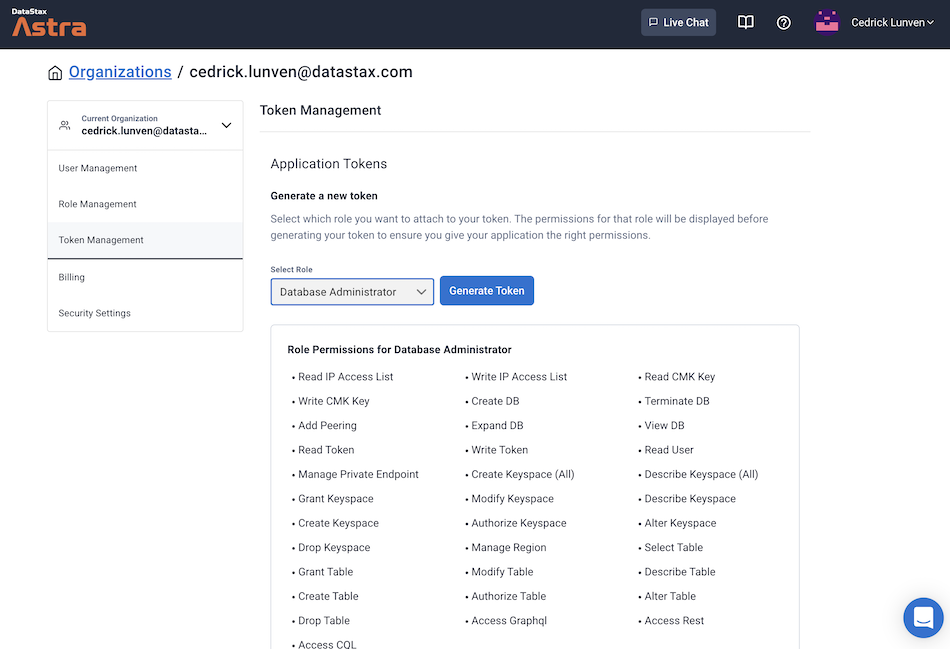 DataStax
Astra
Live Chat
Cedrick Lunven
Organizations / cedrick.lunven@datastax.com
Current Organization
cedrick.lunven@datasta...
User Management
Role Management
Token Management
Billing
Security Settings
Token Management
Application Tokens
Generate a new token
Select which role you want to attach to your token. The permissions for that role will be displayed before
generating your token to ensure you give your application the right permissions.
Select Role
Database Administrator
Generate Token
Role Permissions for Database Administrator
• Read IP Access List • Write IP Access List • Read CMK Key
• Write CMK Key • Create DB • Terminate DB
• Add Peering • Expand DB • View DB
• Read Token • Write Token • Read User
• Manage Private Endpoint • Create Keyspace (All) • Describe Keyspace (All)
• Grant Keyspace • Modify Keyspace • Describe Keyspace
• Create Keyspace • Authorize Keyspace • Alter Keyspace
• Drop Keyspace • Manage Region • Select Table
• Grant Table • Modify Table • Describe Table
• Create Table • Authorize Table • Alter Table
• Drop Table • Access Graphql • Access Rest
• Access CQL